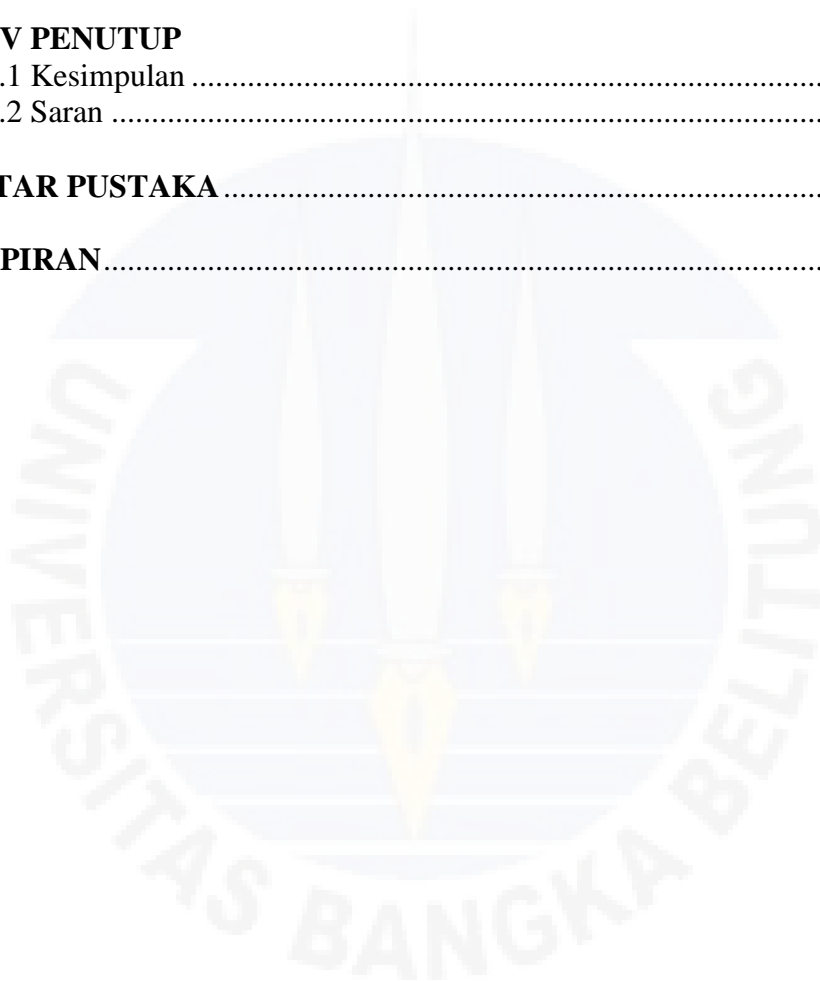 V PENUTUP
.1 Kesimpulan ........................................................................................
.2 Saran ..................................................................................................
TAR PUSTAKA ........................................................................................
PIRAN ........................................................................................................
UNIVERSITAS BANGKA BELITUNG